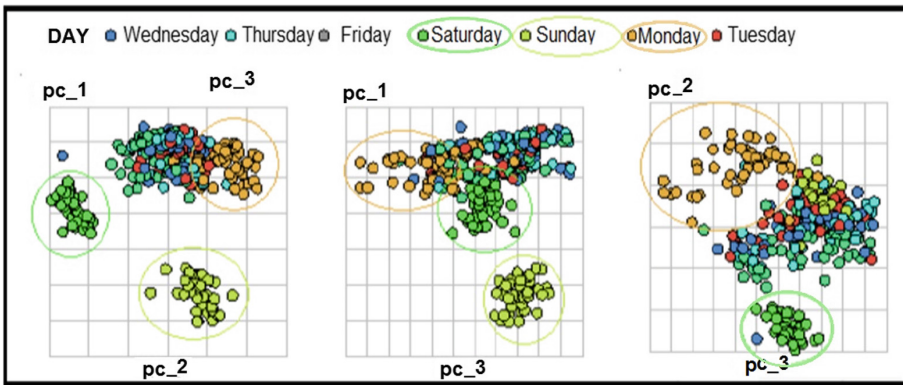 DAY Wednesday Thursday Friday Saturday Sunday Monday Tuesday
pc_1 pc_3 pc_1 pc_2
pc_2 pc_3 pc_3